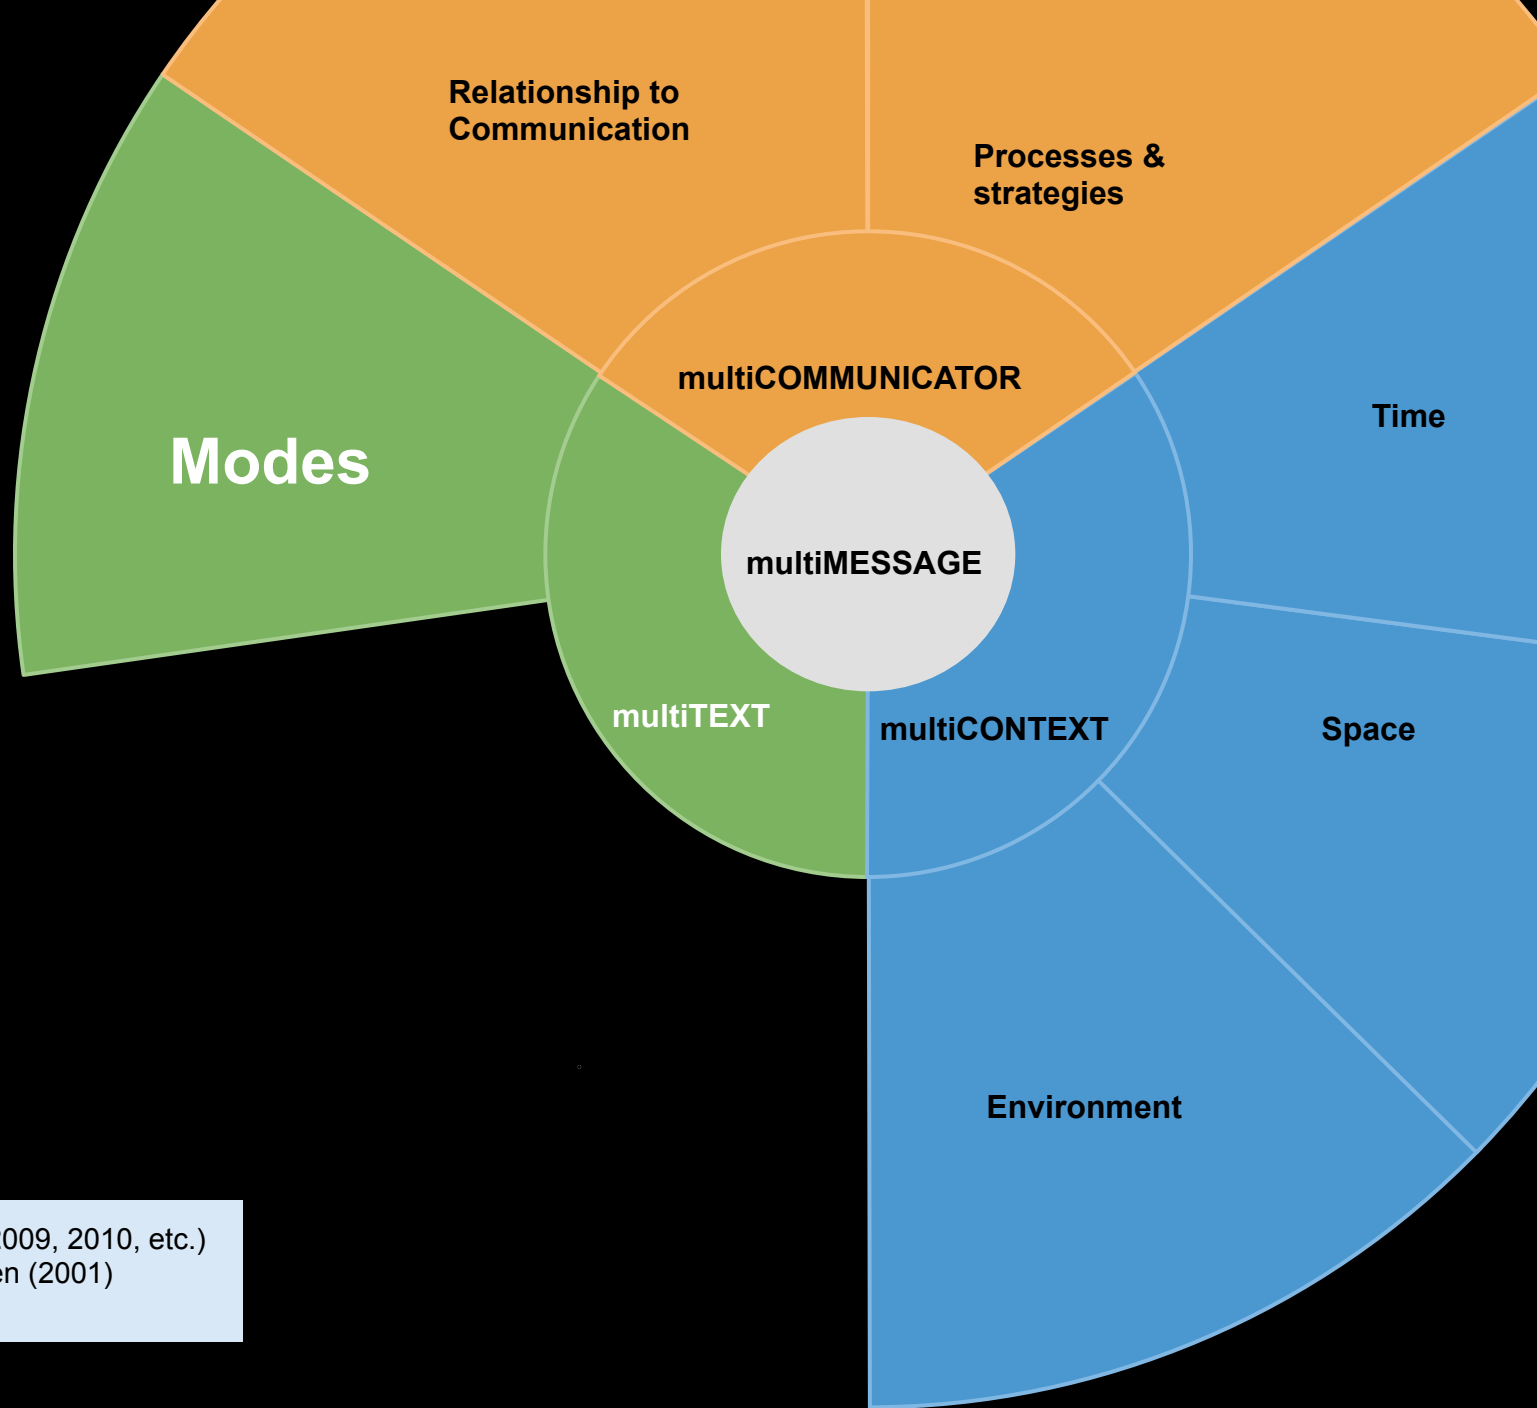 Relationship to
Communication
Processes &
strategies
multiCOMMUNICATOR
Time
Modes
multiMESSAGE
multiTEXT
multiCONTEXT
Space
Environment
009, 2010, etc.)
en (2001)